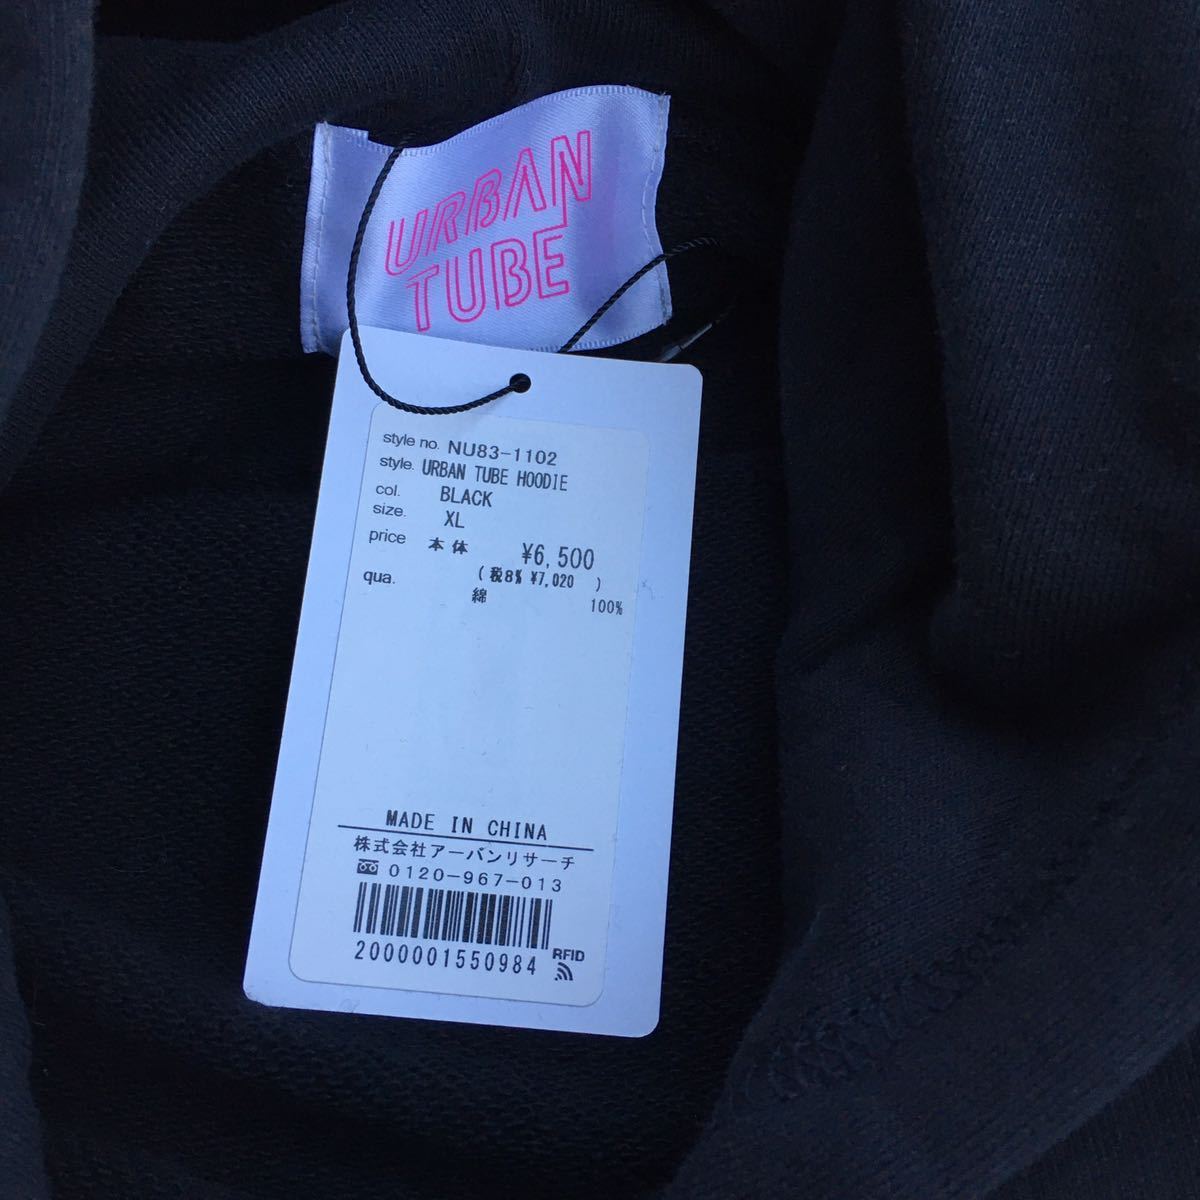 URBAN
TUBE
style no. NU83-1102
style. URBAN TUBE HOODIE
col. BLACK
size. XL
price 本体 ¥6,500
(税8% ¥7,020 )
qua. 綿 100%
MADE IN CHINA
株式会社アーバンリサーチ
0120-967-013
2000001550984
RFID